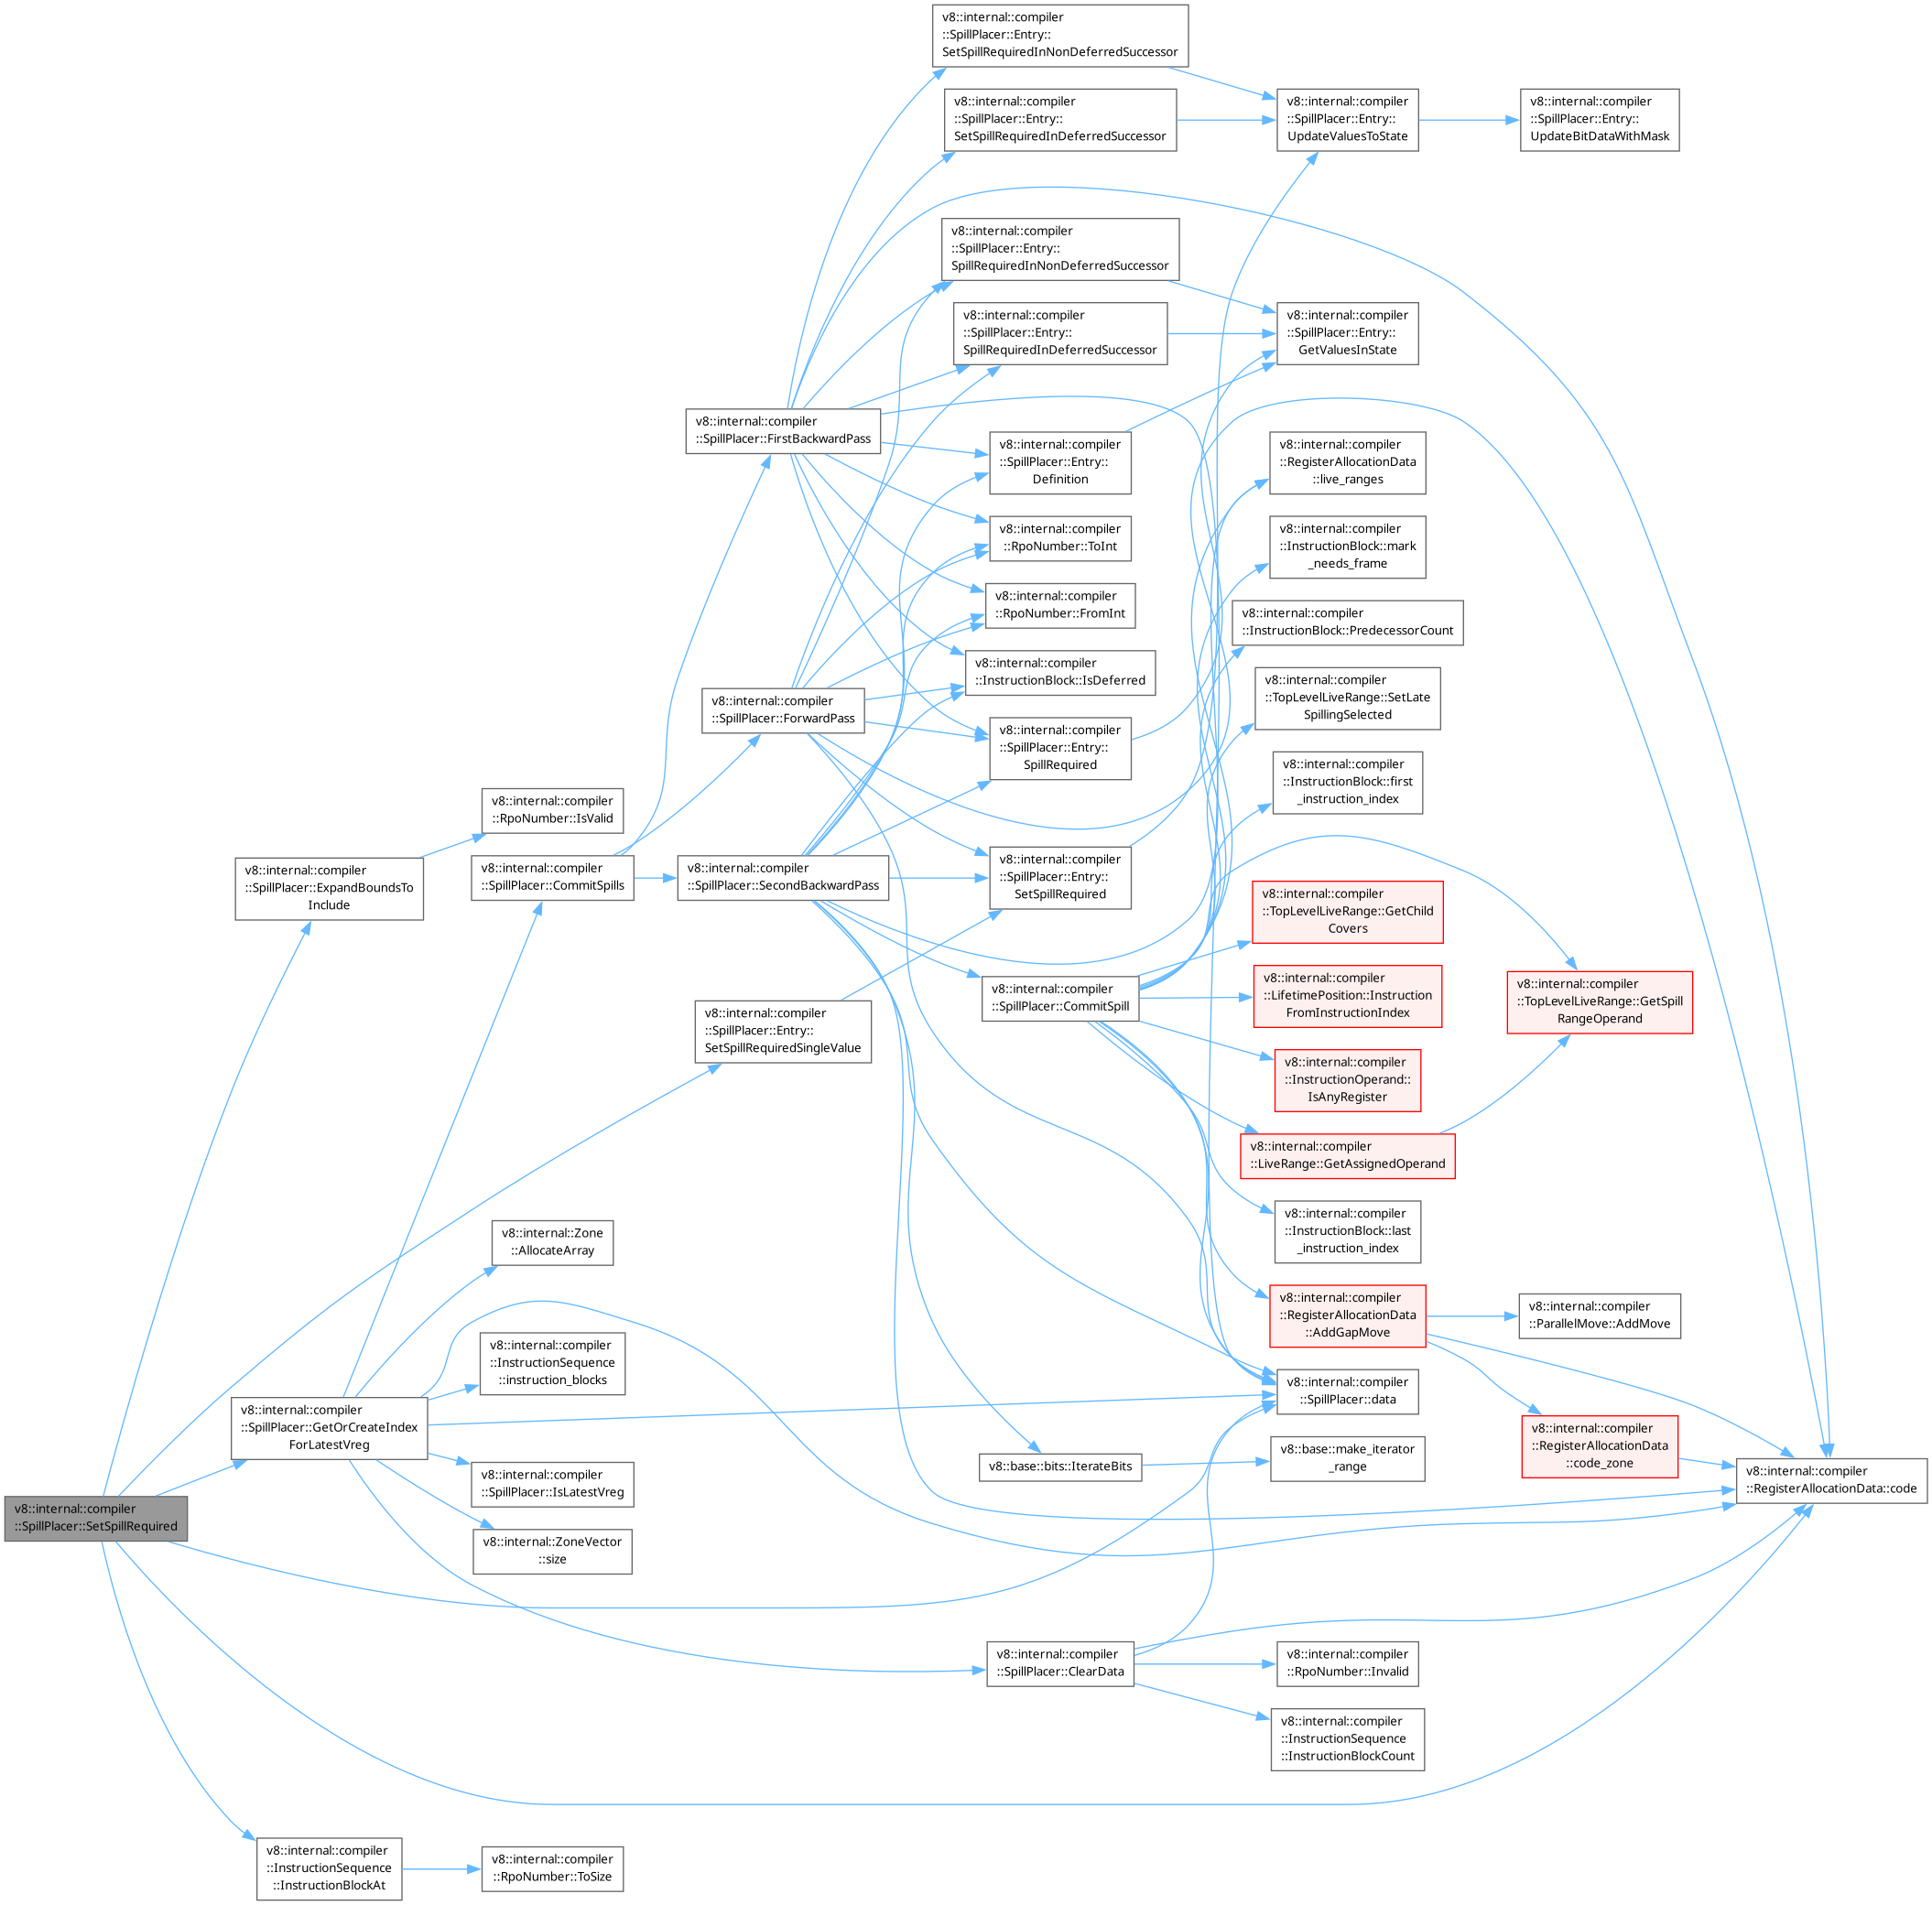 v8::internal::compiler
::SpillPlacer::SetSpillRequired
v8::internal::compiler
::SpillPlacer::ExpandBoundsTo
Include
v8::internal::compiler
::RpoNumber::IsValid
v8::internal::compiler
::SpillPlacer::GetOrCreateIndex
ForLatestVreg
v8::internal::compiler
::InstructionSequence
::InstructionBlockAt
v8::internal::compiler
::RpoNumber::ToSize
v8::internal::compiler
::SpillPlacer::CommitSpills
v8::internal::Zone
::AllocateArray
v8::internal::compiler
::InstructionSequence
::instruction_blocks
v8::internal::compiler
::SpillPlacer::IsLatestVreg
v8::internal::ZoneVector
::size
v8::internal::compiler
::SpillPlacer::FirstBackwardPass
v8::internal::compiler
::SpillPlacer::ForwardPass
v8::internal::compiler
::SpillPlacer::SecondBackwardPass
v8::internal::compiler
::SpillPlacer::Entry::
SetSpillRequiredSingleValue
v8::internal::compiler
::SpillPlacer::Entry::
SetSpillRequiredInNonDeferredSuccessor
v8::internal::compiler
::SpillPlacer::Entry::
SetSpillRequiredInDeferredSuccessor
v8::internal::compiler
::SpillPlacer::Entry::
SpillRequiredInNonDeferredSuccessor
v8::internal::compiler
::SpillPlacer::Entry::
SpillRequiredInDeferredSuccessor
v8::internal::compiler
::SpillPlacer::Entry::
Definition
v8::internal::compiler
::RpoNumber::ToInt
v8::internal::compiler
::RpoNumber::FromInt
v8::internal::compiler
::InstructionBlock::IsDeferred
v8::internal::compiler
::SpillPlacer::Entry::
SpillRequired
v8::internal::compiler
::SpillPlacer::Entry::
SetSpillRequired
v8::internal::compiler
::SpillPlacer::CommitSpill
v8::base::bits::IterateBits
v8::internal::compiler
::SpillPlacer::ClearData
v8::internal::compiler
::SpillPlacer::Entry::
UpdateValuesToState
v8::internal::compiler
::SpillPlacer::Entry::
UpdateBitDataWithMask
v8::internal::compiler
::SpillPlacer::Entry::
GetValuesInState
v8::internal::compiler
::RegisterAllocationData
::live_ranges
v8::internal::compiler
::InstructionBlock::mark
_needs_frame
v8::internal::compiler
::InstructionBlock::PredecessorCount
v8::internal::compiler
::TopLevelLiveRange::SetLate
SpillingSelected
v8::internal::compiler
::InstructionBlock::first
_instruction_index
v8::internal::compiler
::TopLevelLiveRange::GetChild
Covers
v8::internal::compiler
::LifetimePosition::Instruction
FromInstructionIndex
v8::internal::compiler
::InstructionOperand::
IsAnyRegister
v8::internal::compiler
::LiveRange::GetAssignedOperand
v8::internal::compiler
::InstructionBlock::last
_instruction_index
v8::internal::compiler
::RegisterAllocationData
::AddGapMove
v8::internal::compiler
::SpillPlacer::data
v8::base::make_iterator
_range
v8::internal::compiler
::RpoNumber::Invalid
v8::internal::compiler
::InstructionSequence
::InstructionBlockCount
v8::internal::compiler
::TopLevelLiveRange::GetSpill
RangeOperand
v8::internal::compiler
::ParallelMove::AddMove
v8::internal::compiler
::RegisterAllocationData
::code_zone
v8::internal::compiler
::RegisterAllocationData::code